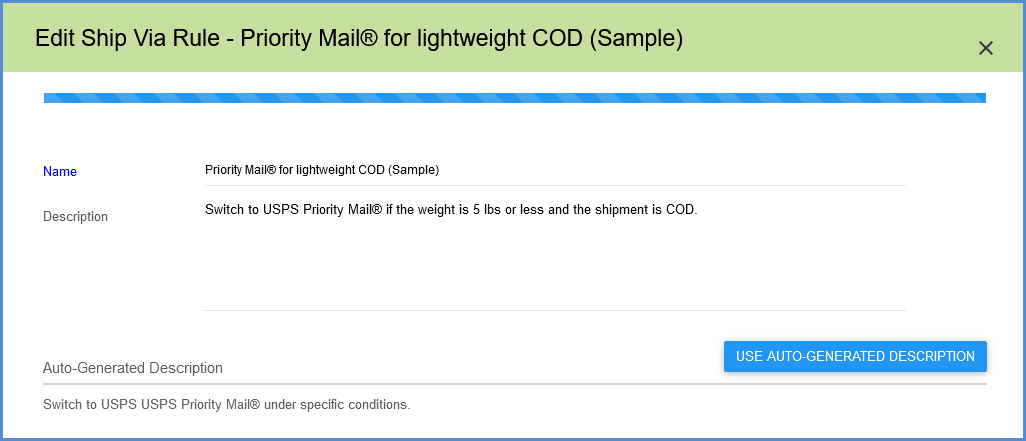 Edit Ship Via Rule - Priority Mail® for lightweight COD (Sample)
Name
Priority Mail® for lightweight COD (Sample)
Description
Switch to USPS Priority Mail® if the weight is 5 lbs or less and the shipment is COD.
USE AUTO-GENERATED DESCRIPTION
Auto-Generated Description
Switch to USPS USPS Priority Mail® under specific conditions.